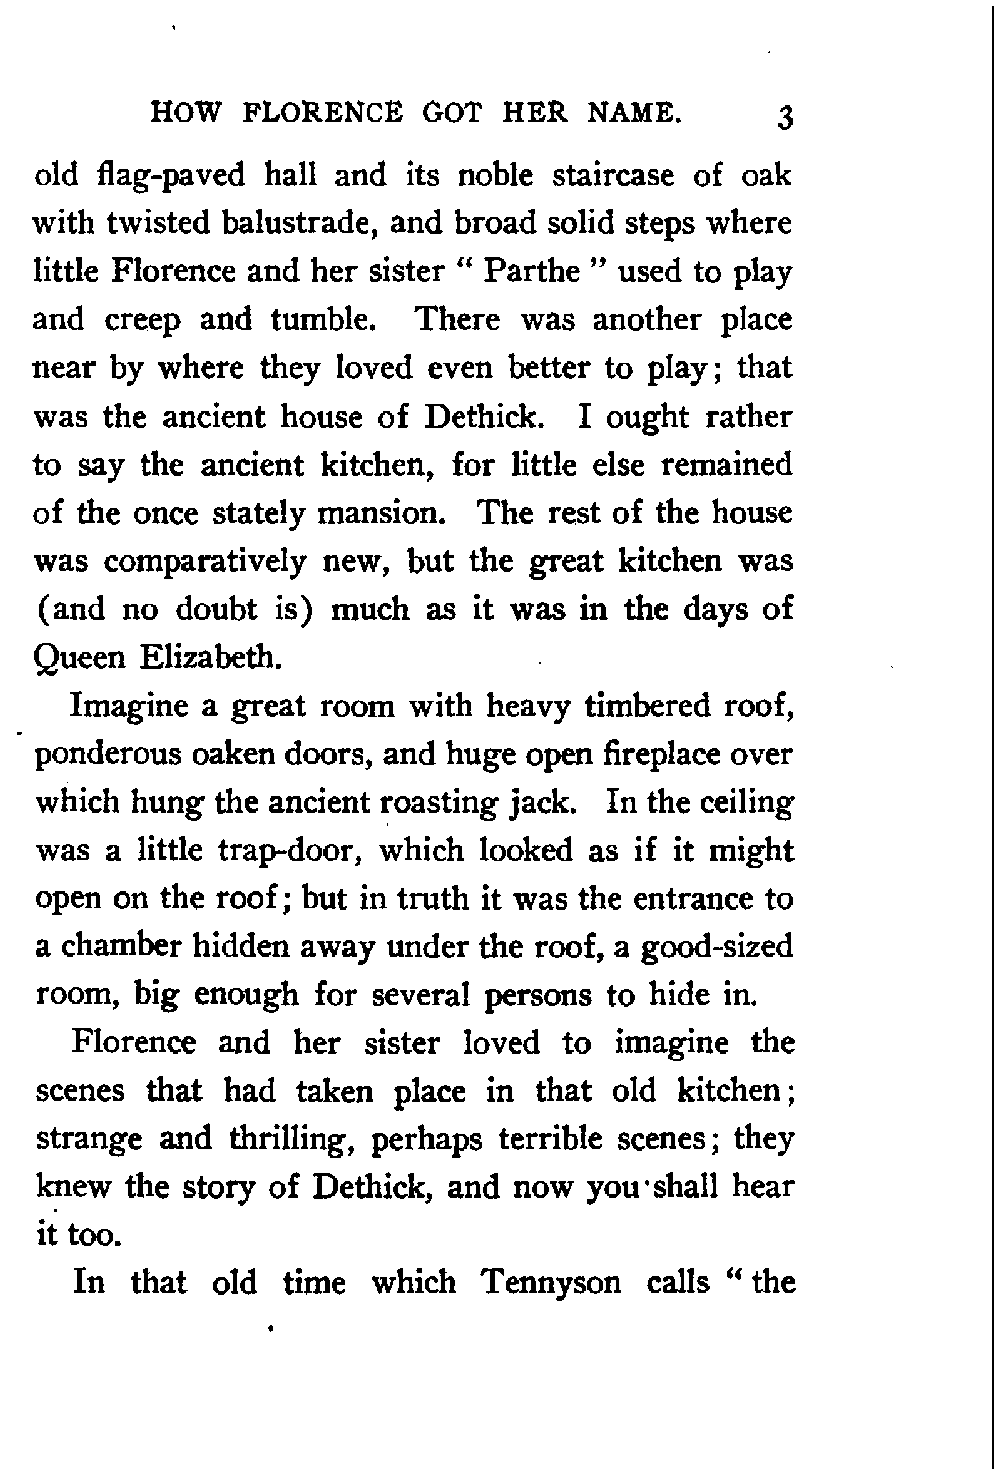 HOW FLORENCE GOT HER NAME. 3
old flag-paved hall and its noble staircase of oak
with twisted balustrade, and broad solid steps where
little Florence and her sister “ Parthe ” used to play
and creep and tumble. There was another place
near by where they loved even better to play; that
was the ancient house of Dethick. I ought rather
to say the ancient kitchen, for little else remained
of the once stately mansion. The rest of the house
was comparatively new, but the great kitchen was
(and no doubt is) much as it was in the days of
Queen Elizabeth.
Imagine a great room with heavy timbered roof,
ponderous oaken doors, and huge open fireplace over
which hung the ancient roasting jack. In the ceiling
was a little trap-door, which looked as if it might
open on the roof; but in truth it was the entrance to
a chamber hidden away under the roof, a good-sized
room, big enough for several persons to hide in.
Florence and her sister loved to imagine the
scenes that had taken place in that old kitchen;
strange and thrilling, perhaps terrible scenes; they
knew the story of Dethick, and now you shall hear
it too.
In that old time which Tennyson calls “ the